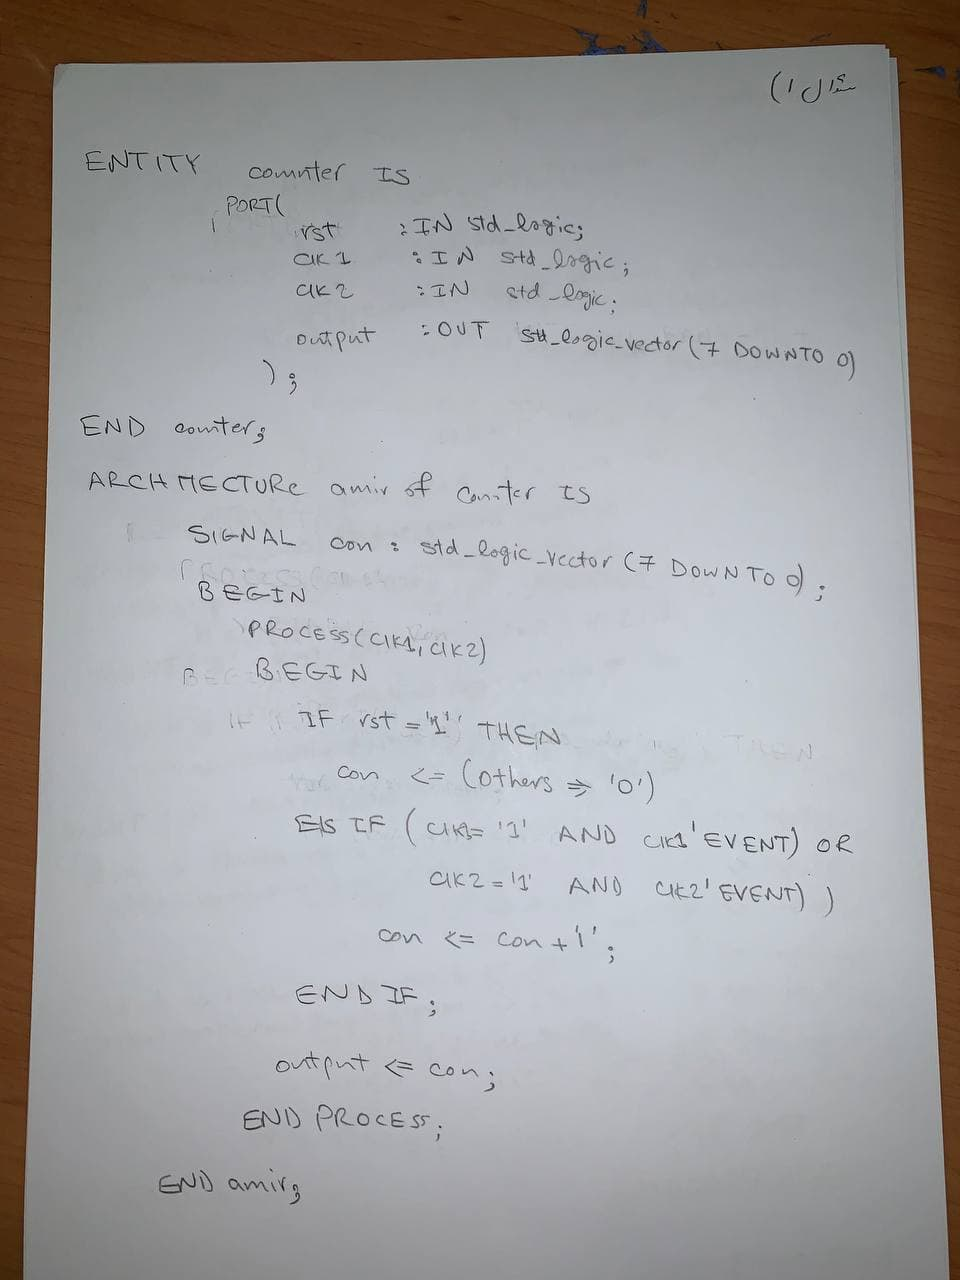 سوال ۱)
ENTITY counter IS
PORT(
rst : IN std_logic;
clk1 : IN std_logic;
clk2 : IN std_logic;
output : OUT std_logic_vector (7 DOWNTO 0)
);
END counter;
ARCHITECTURE amir of counter IS
SIGNAL con : std_logic_vector (7 DOWNTO 0);
BEGIN
PROCESS(clk1, clk2)
BEGIN
IF rst = '1' THEN
con <= (others => '0')
ELSIF (clk1= '1' AND clk1'EVENT) OR
clk2 = '1' AND clk2'EVENT) )
con <= con + '1';
END IF;
output <= con;
END PROCESS;
END amir;